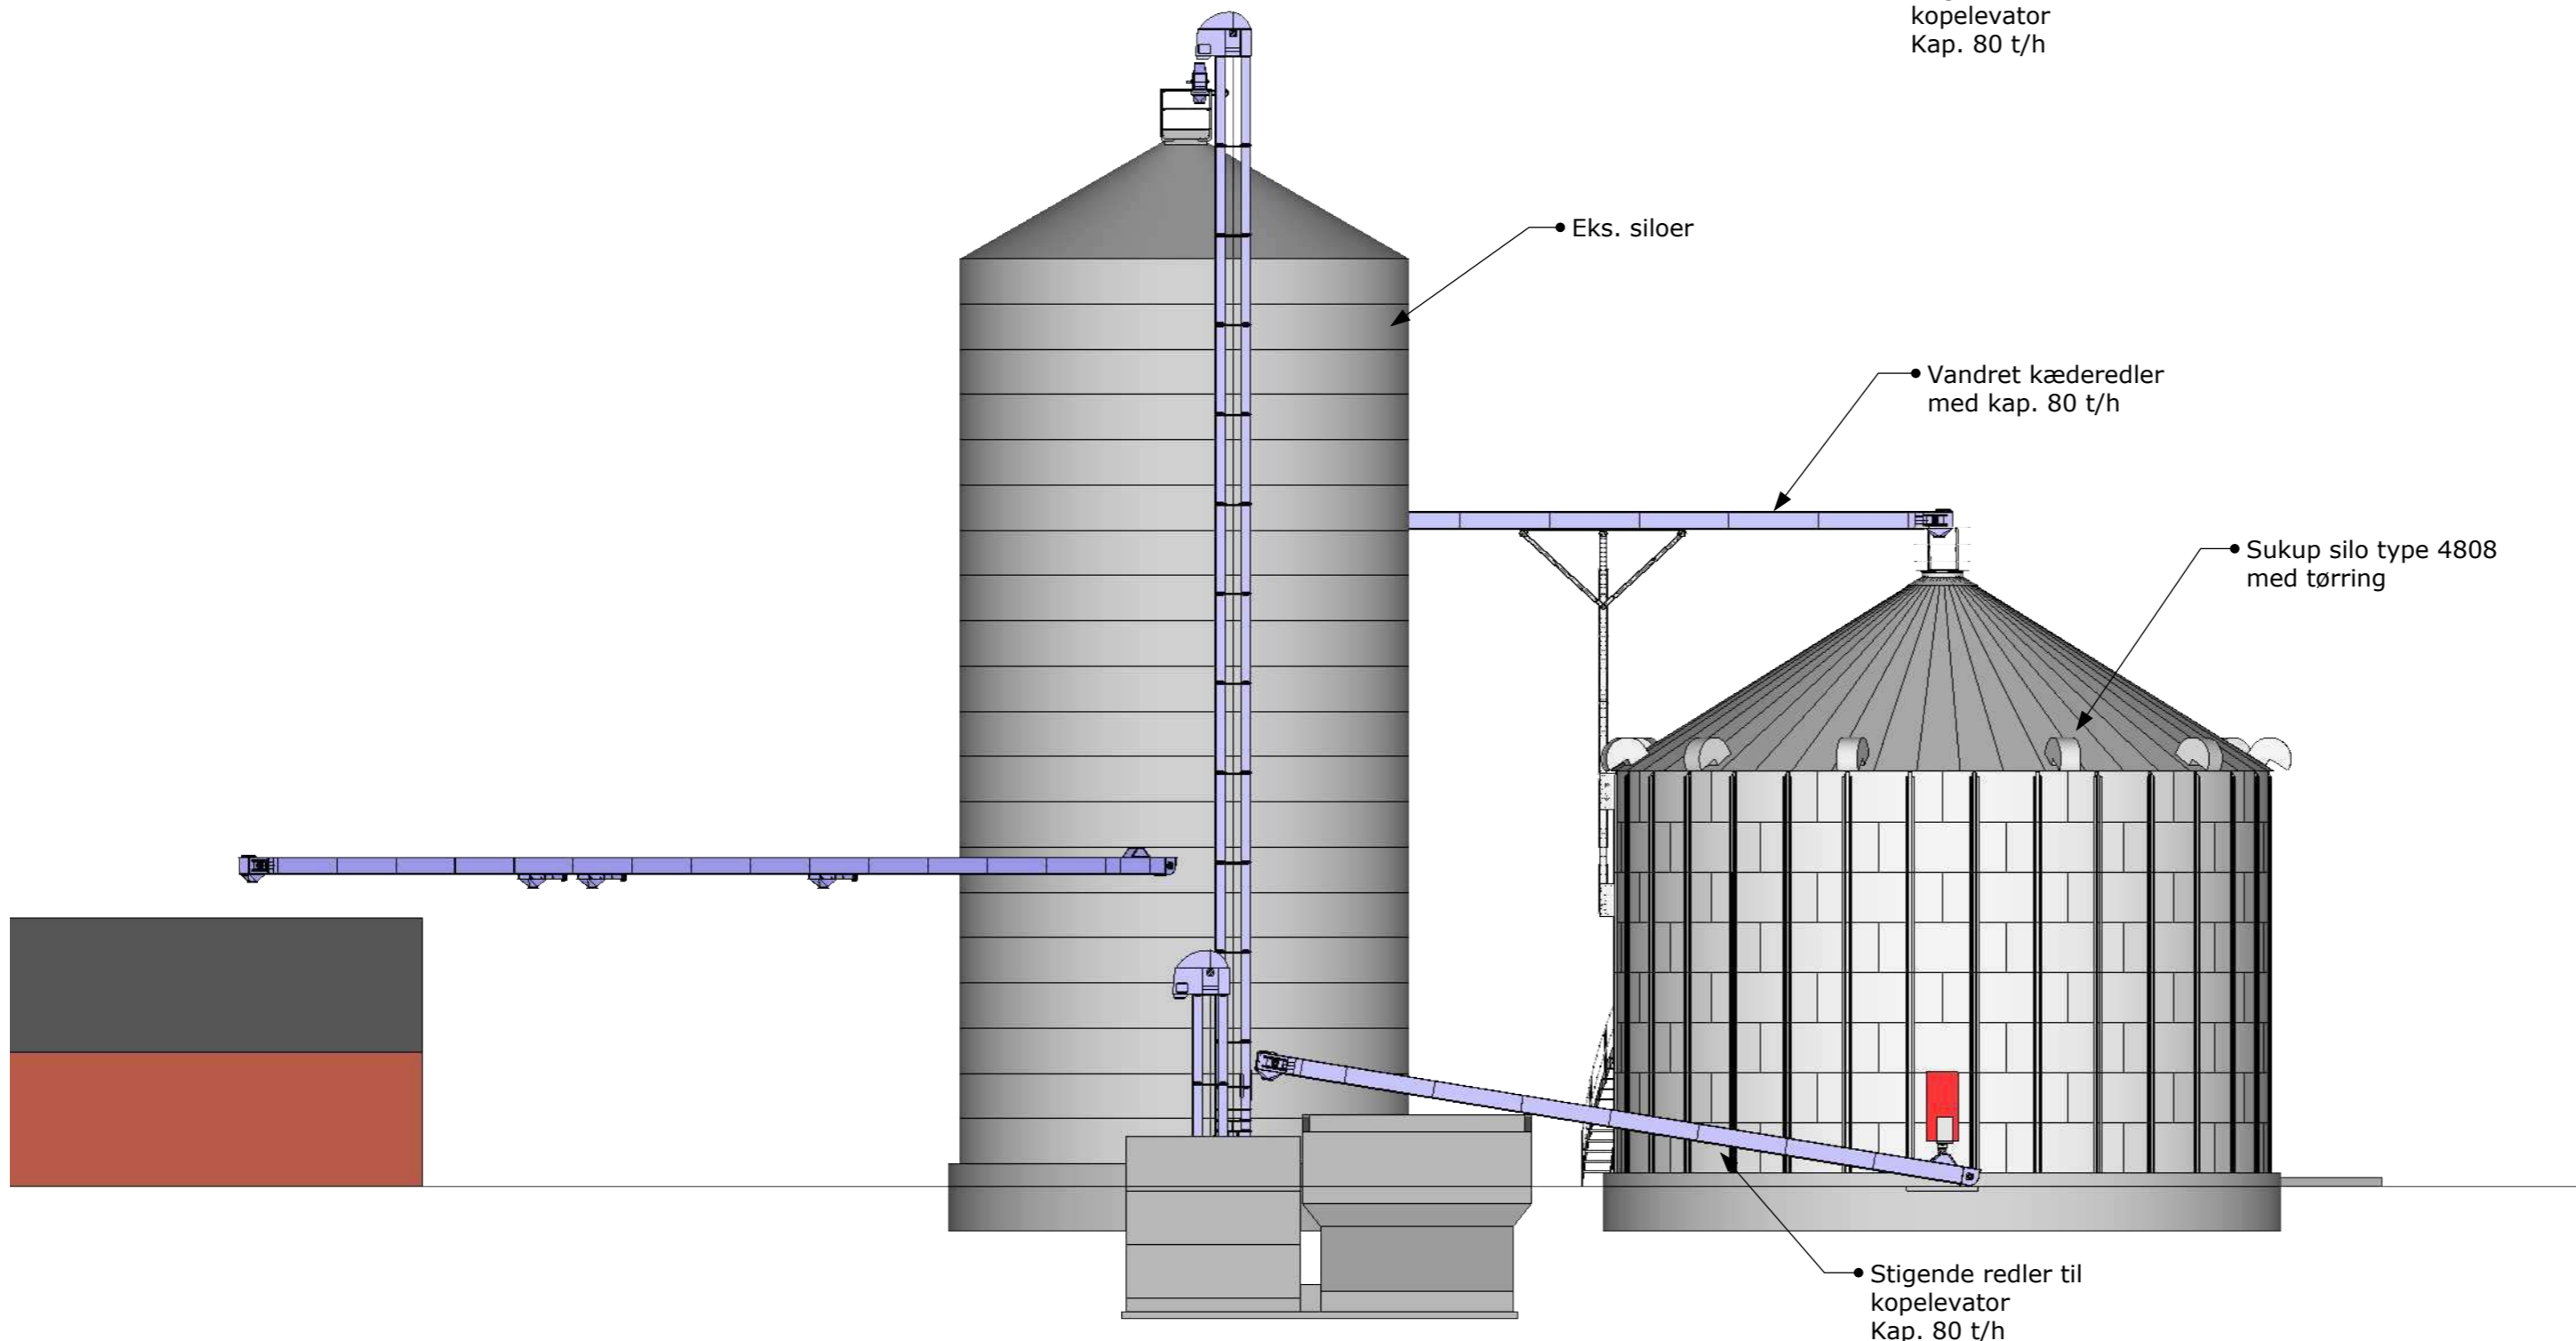 kopelevator
Kap. 80 t/h
Eks. siloer
Vandret kæderedler
med kap. 80 t/h
Sukup silo type 4808
med tørring
Stigende redler til
kopelevator
Kap. 80 t/h